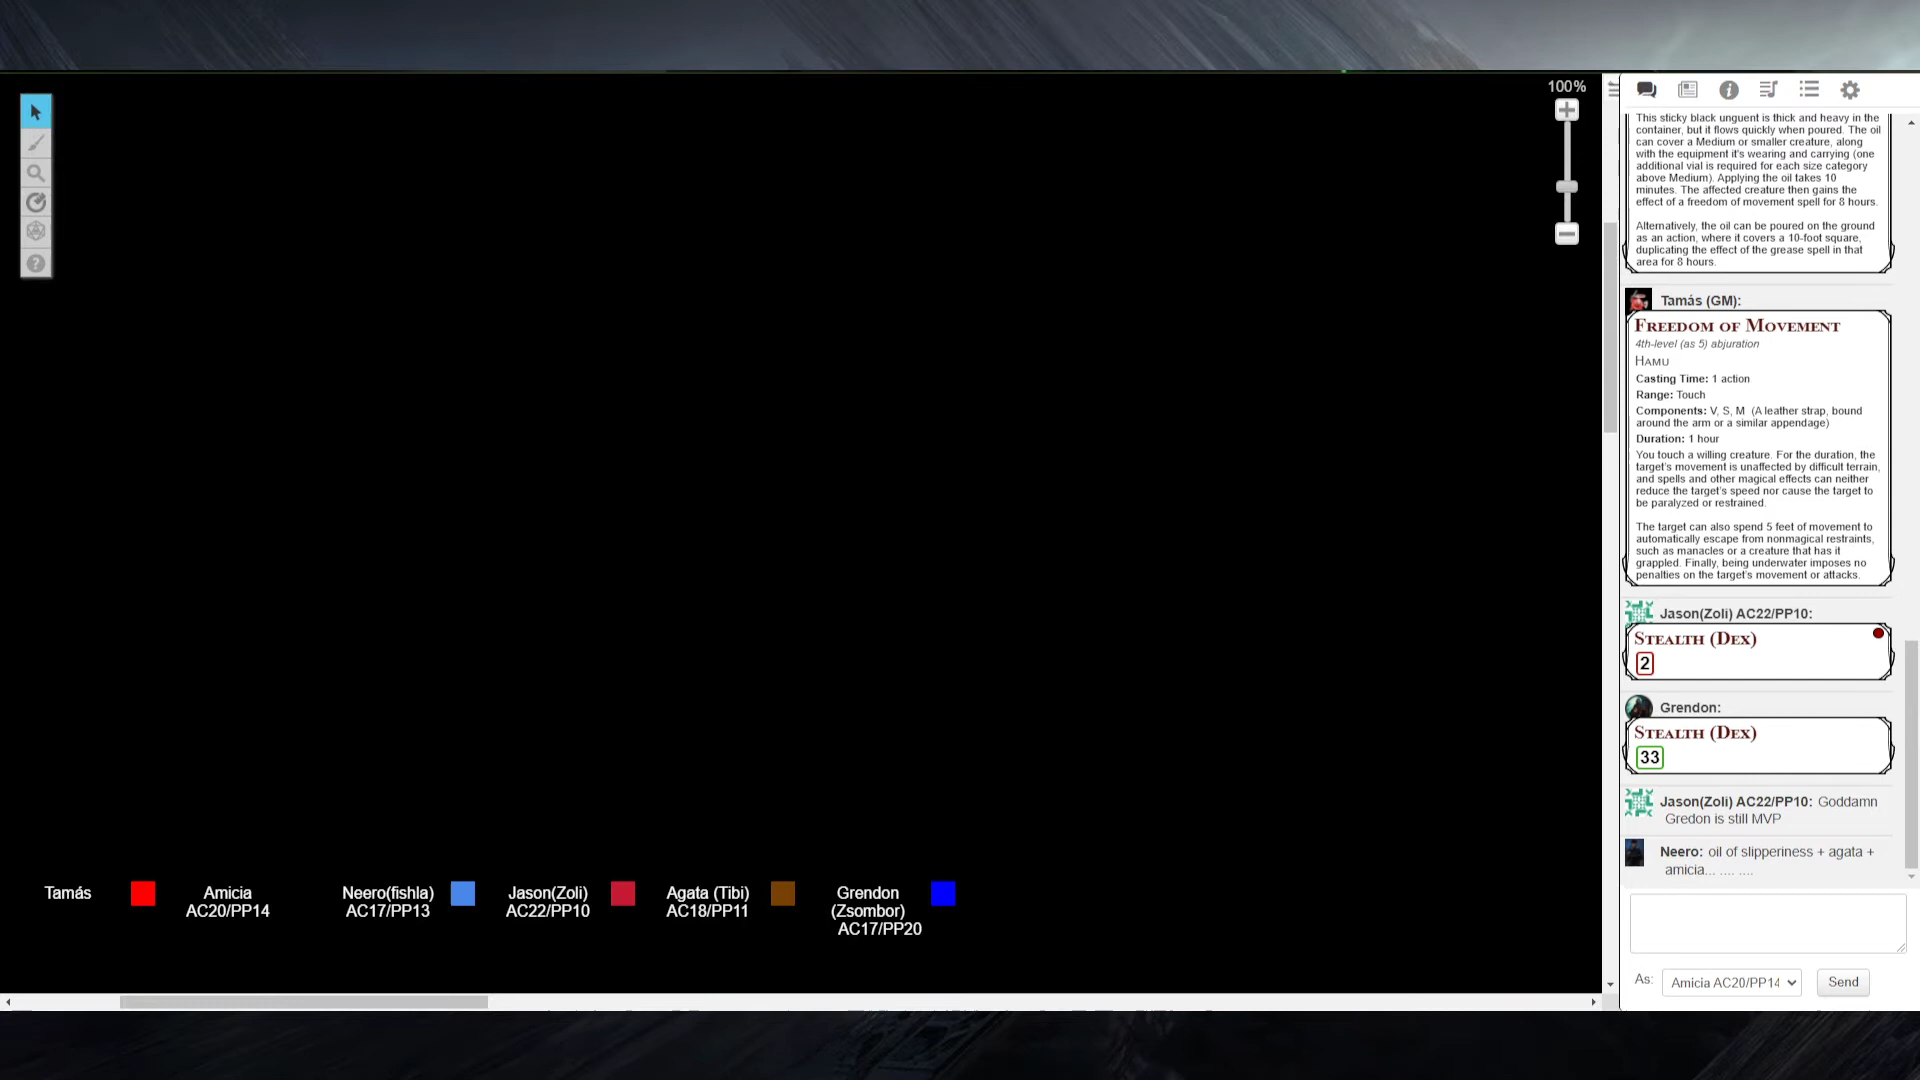 100%
This sticky black unguent is thick and heavy in the
container, but it flows quickly when poured. The oil
can cover a Medium or smaller creature, along
with the equipment it's wearing and carrying (one
additional vial is required for each size category
above Medium). Applying the oil takes 10
minutes. The affected creature then gains the
effect of a freedom of movement spell for 8 hours.
Alternatively, the oil can be poured on the ground
as an action, where it covers a 10-foot square,
duplicating the effect of the grease spell in that
area for 8 hours.
Tamás (GM):
Freedom of Movement
4th-level (as 5) abjuration
Hamu
Casting Time: 1 action
Range: Touch
Components: V, S, M (A leather strap, bound
around the arm or a similar appendage)
Duration: 1 hour
You touch a willing creature. For the duration, the
target's movement is unaffected by difficult terrain,
and spells and other magical effects can neither
reduce the target's speed nor cause the target to
be paralyzed or restrained.
The target can also spend 5 feet of movement to
automatically escape from nonmagical restraints,
such as manacles or a creature that has it
grappled. Finally, being underwater imposes no
penalties on the target's movement or attacks.
Jason(Zoli) AC22/PP10:
Stealth (Dex)
2
Grendon:
Stealth (Dex)
33
Jason(Zoli) AC22/PP10: Goddamn
Gredon is still MVP
Neero: oil of slipperiness + agata +
amicia... .... ....
As: Amicia AC20/PP14 Send
Tamás
Amicia
AC20/PP14
Neero(fishla)
AC17/PP13
Jason(Zoli)
AC22/PP10
Agata (Tibi)
AC18/PP11
Grendon
(Zsombor)
AC17/PP20